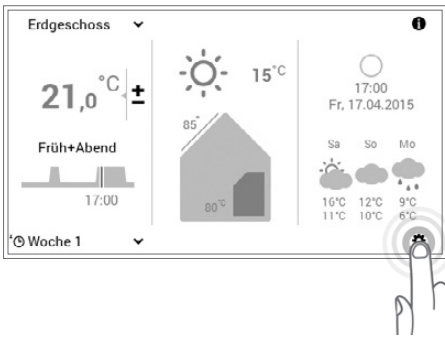 Erdgeschoss
21,0 °C ±
Früh+Abend
17:00
Woche 1
15°C
85°
80°C
17:00
Fr, 17.04.2015
Sa So Mo
16°C 12°C 9°C
11°C 10°C 6°C